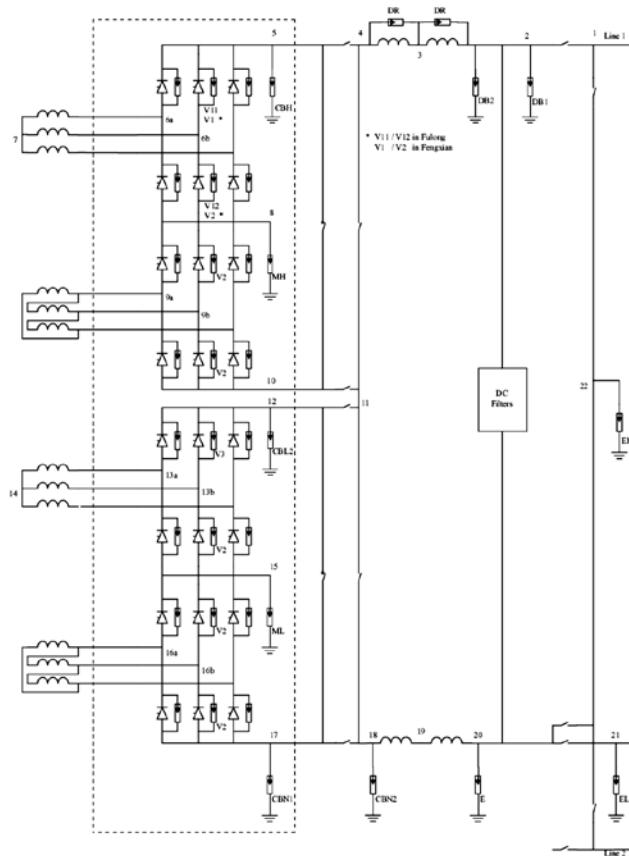 DR DR
5 4 2 1 Line 1
3
V11 CBH DB2 DB1
V1 *
6a
7 6b
* V11 / V12 in Fulong
V1 / V2 in Fengxian
V12
V2 * 8
V2 MH
9a
9b
V2
10
12 11 22
DC
Filters
V3 CBL2
13a
14 13b
V2
15
V2 ML
16a
16b
V2
17 18 19 20 21
CBN1 CBN2 E EL
Line 2